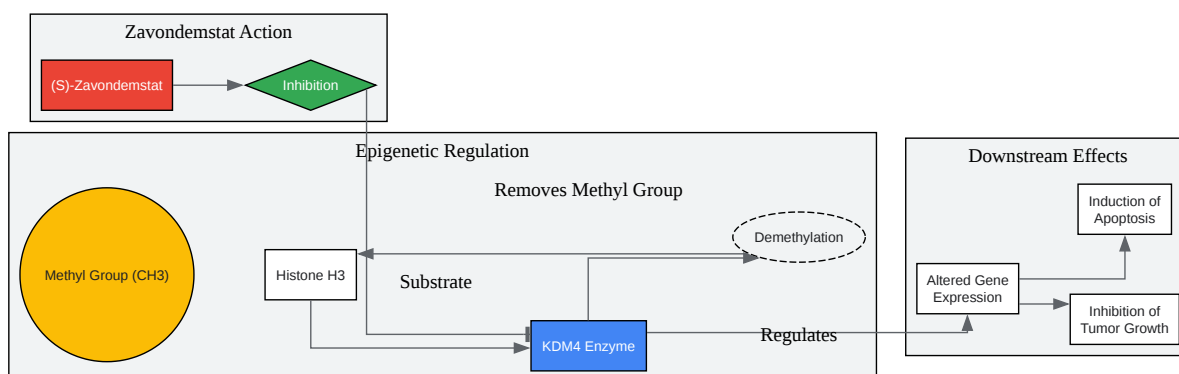 Zavondemstat Action
(S)-Zavondemstat
Inhibition
Epigenetic Regulation
Removes Methyl Group
Methyl Group (CH3)
Histone H3
Substrate
Demethylation
KDM4 Enzyme
Regulates
Downstream Effects
Induction of
Apoptosis
Altered Gene
Expression
Inhibition of
Tumor Growth